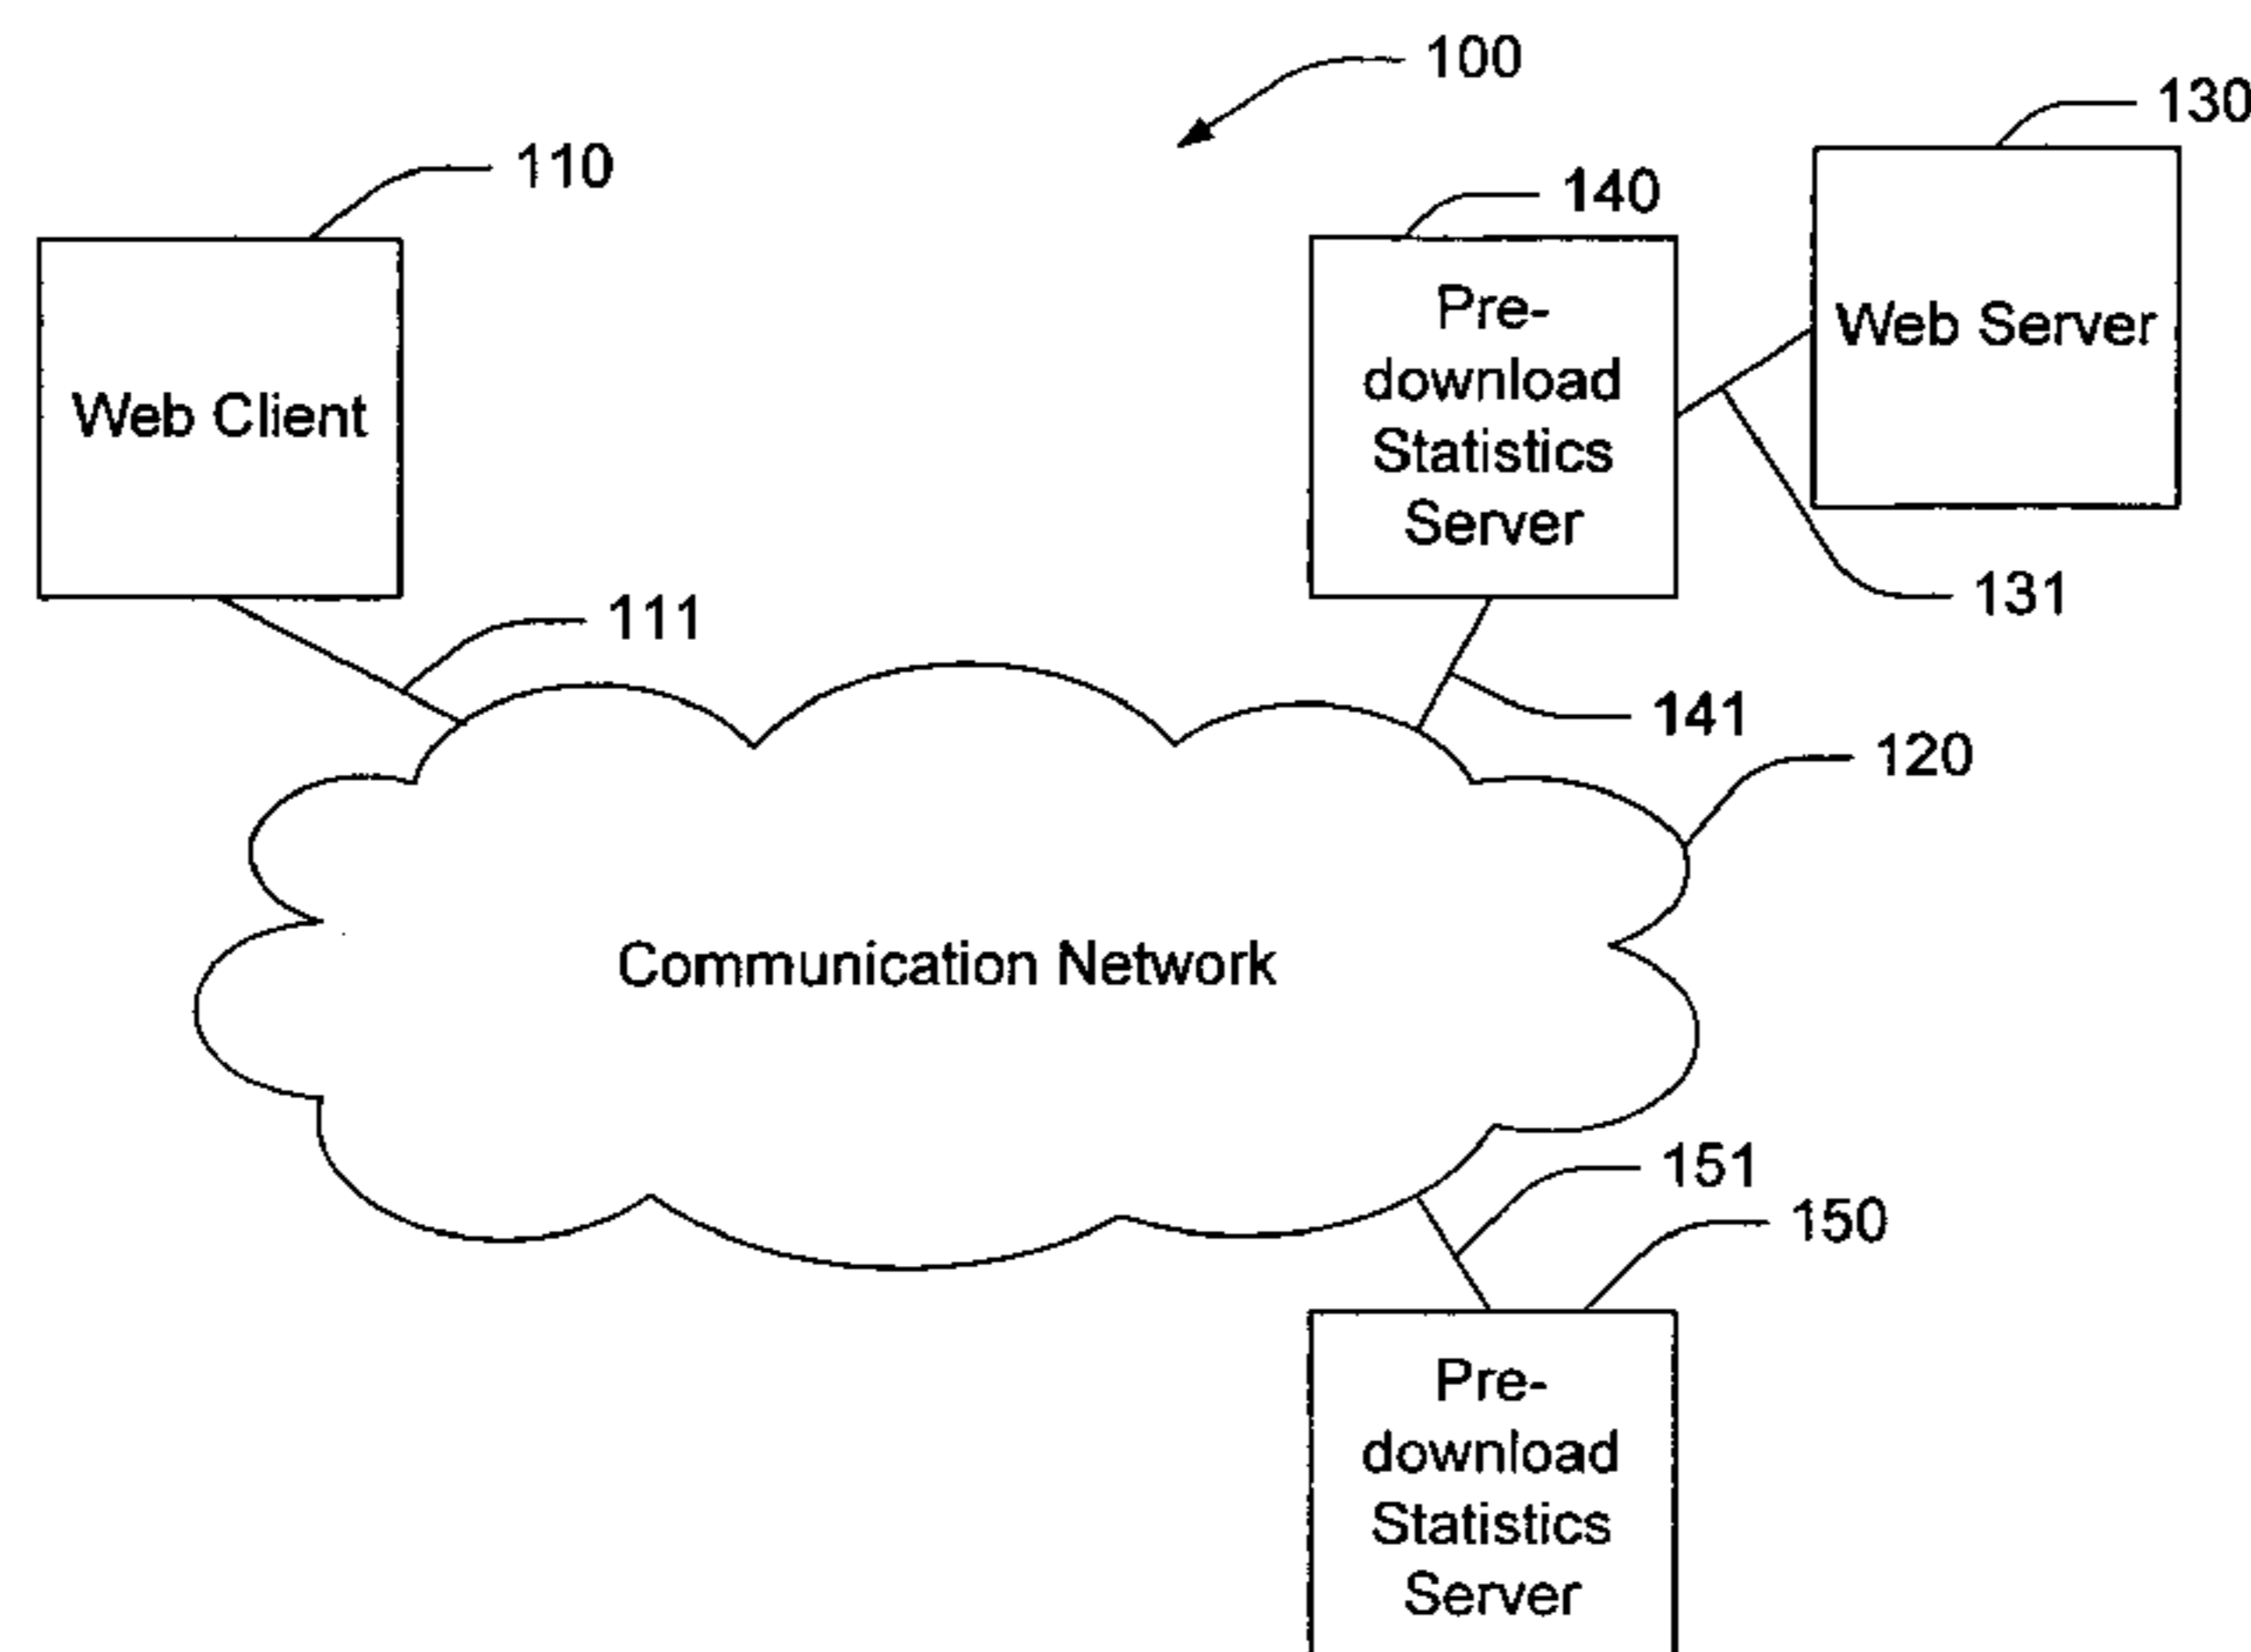 100
130
110
140
Pre-
download
Statistics
Server
Web Server
Web Client
131
111
141
120
Communication Network
151
150
Pre-
download
Statistics
Server